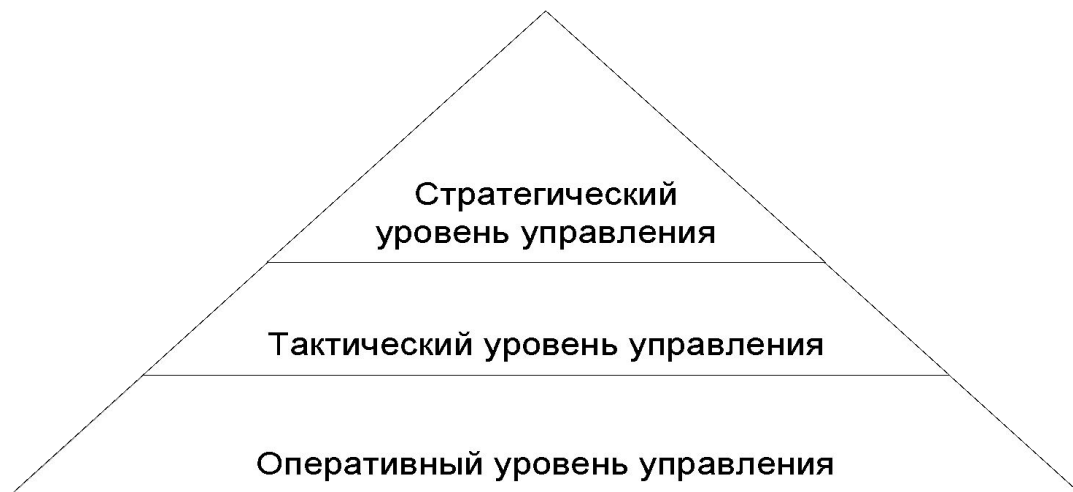 Стратегический
уровень управления
Тактический уровень управления
Оперативный уровень управления